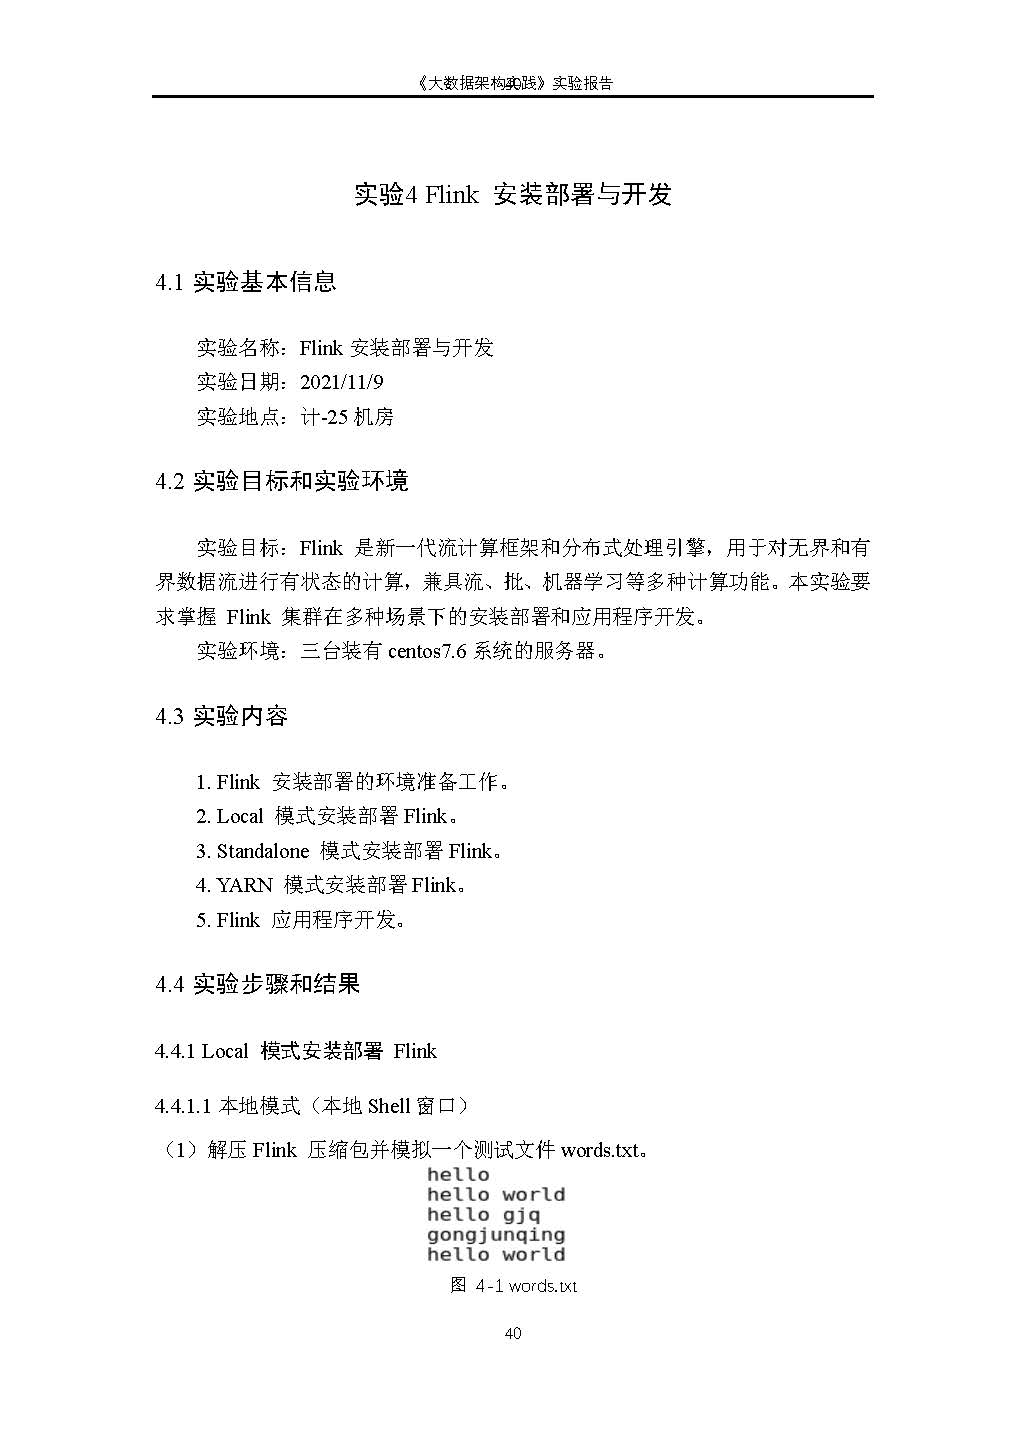 《大数据架构实践》实验报告
实验4 Flink 安装部署与开发
4.1 实验基本信息
实验名称：Flink 安装部署与开发
实验日期：2021/11/9
实验地点：计-25 机房
4.2 实验目标和实验环境
实验目标：Flink 是新一代流计算框架和分布式处理引擎，用于对无界和有
界数据流进行有状态的计算，兼具流、批、机器学习等多种计算功能。本实验要
求掌握 Flink 集群在多种场景下的安装部署和应用程序开发。
实验环境：三台装有 centos7.6 系统的服务器。
4.3 实验内容
1. Flink 安装部署的环境准备工作。
2. Local 模式安装部署 Flink。
3. Standalone 模式安装部署 Flink。
4. YARN 模式安装部署 Flink。
5. Flink 应用程序开发。
4.4 实验步骤和结果
4.4.1 Local 模式安装部署 Flink
4.4.1.1 本地模式（本地 Shell 窗口）
（1）解压 Flink 压缩包并模拟一个测试文件 words.txt。
hello
hello world
hello gjq
gongjunqing
hello world
图 4-1 words.txt
40